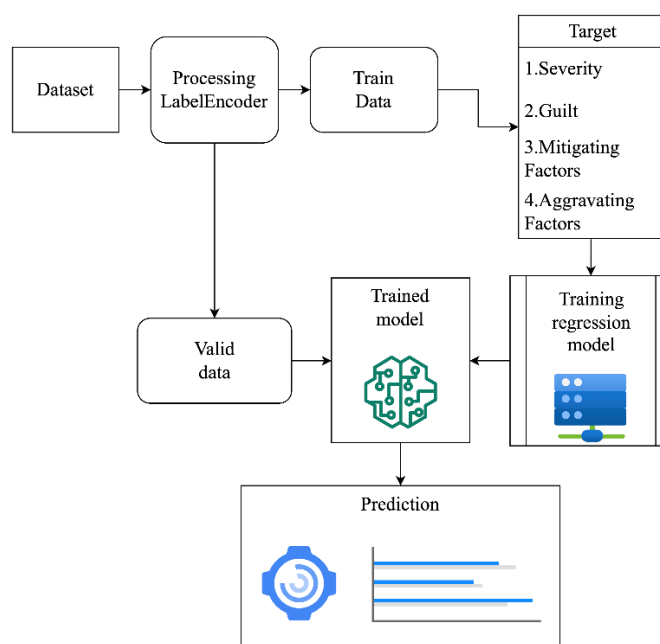 Dataset
Processing
LabelEncoder
Train
Data
Target
1.Severity
2.Guilt
3.Mitigating
Factors
4.Aggravating
Factors
Valid
data
Trained
model
Training
regression
model
Prediction